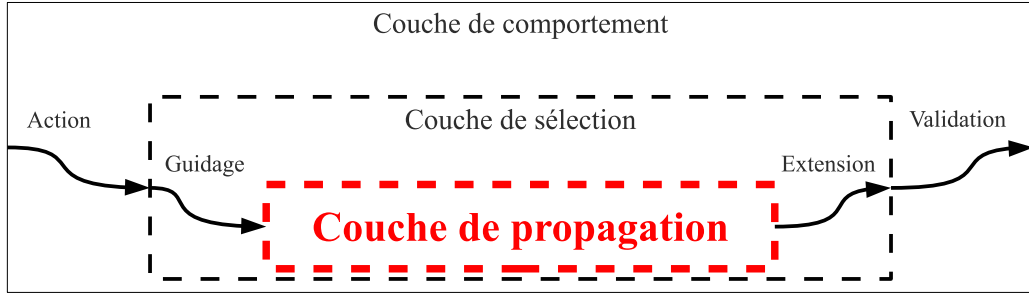 Couche de comportement
Action
Couche de sélection
Validation
Guidage
Extension
Couche de propagation